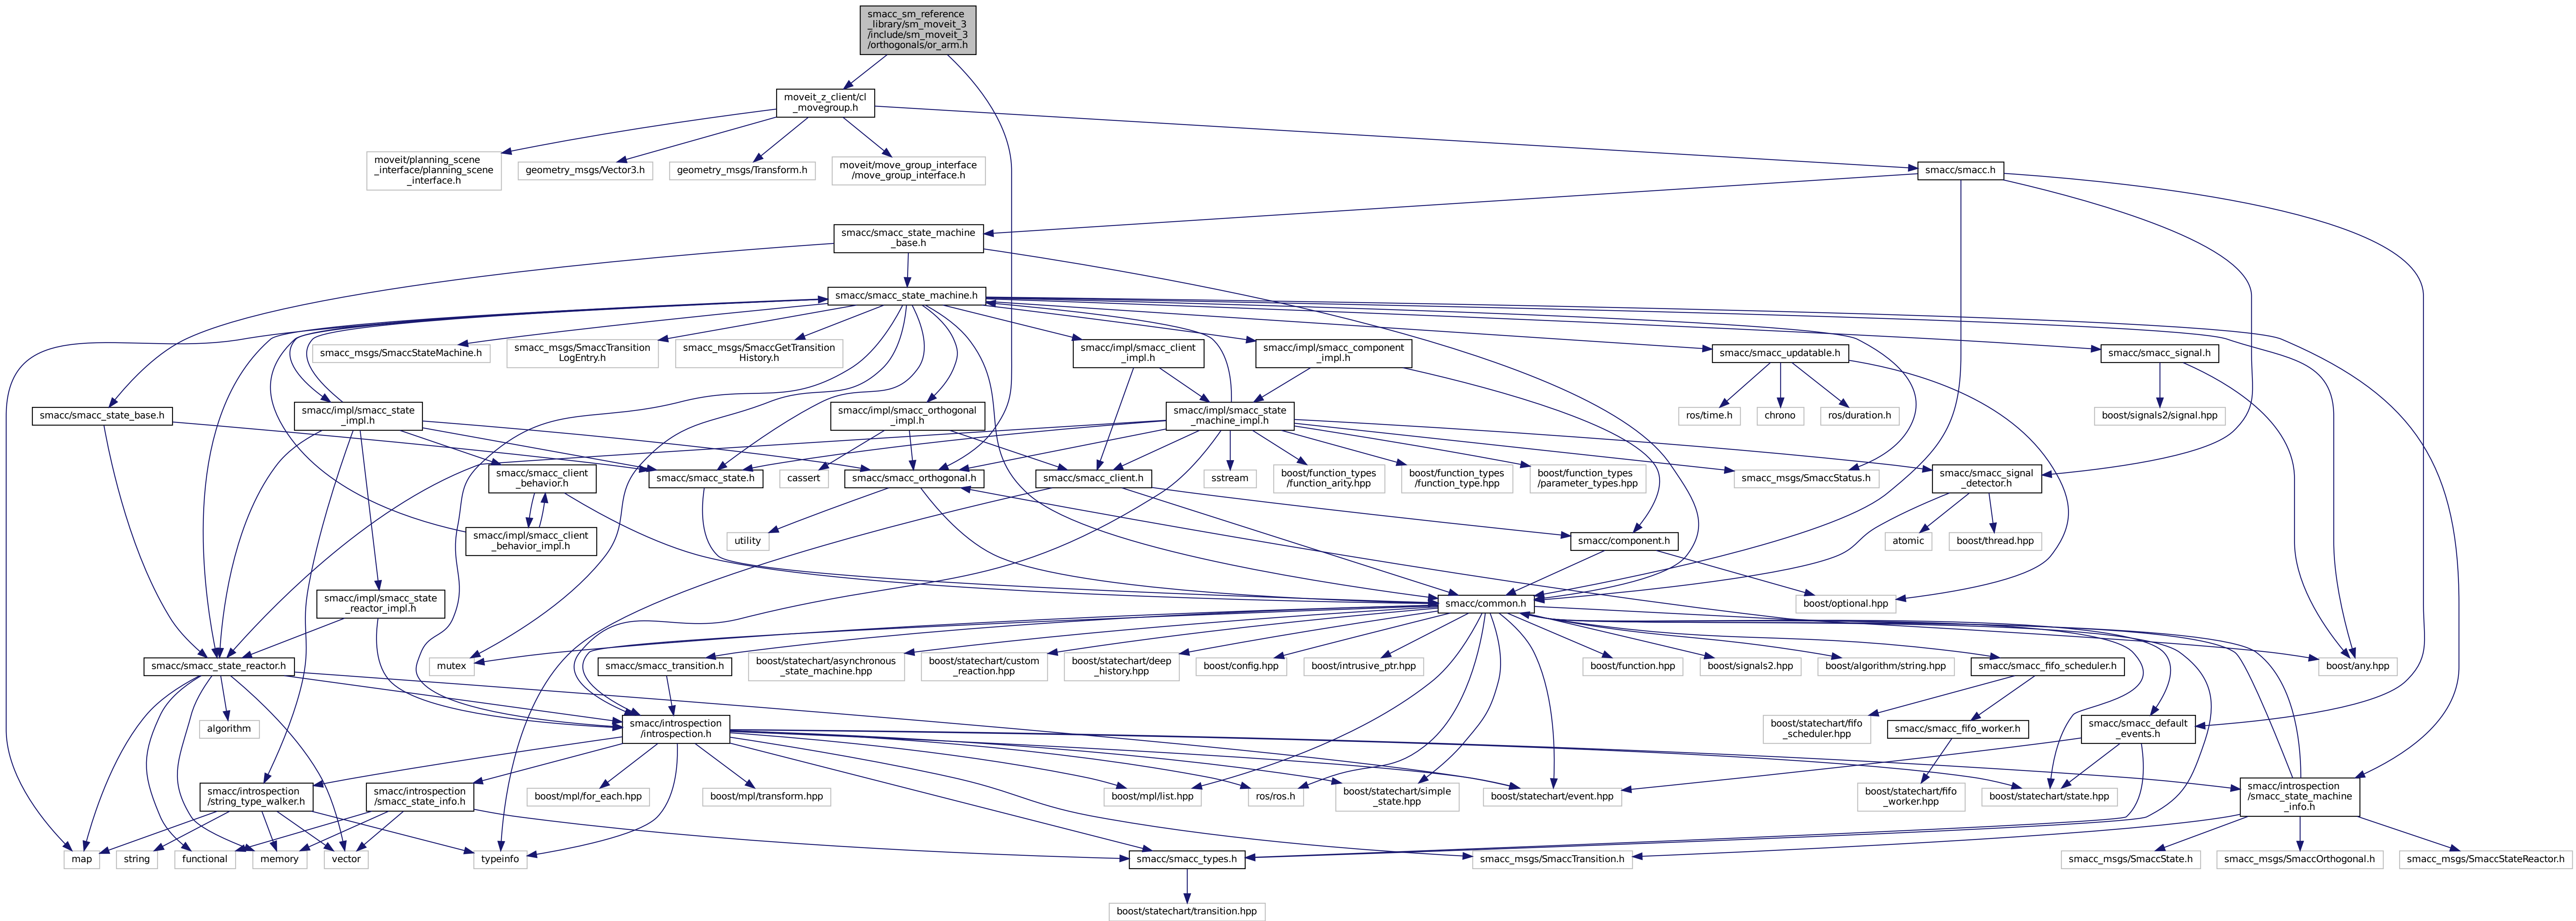 smacc_sm_reference
_library/sm_moveit_3
/include/sm_moveit_3
/orthogonals/or_arm.h
moveit_z_client/cl
_movegroup.h
moveit/planning_scene
_interface/planning_scene
_interface.h
geometry_msgs/Vector3.h
geometry_msgs/Transform.h
moveit/move_group_interface
/move_group_interface.h
smacc/smacc.h
smacc/smacc_state_machine
_base.h
smacc/smacc_state_machine.h
smacc_msgs/SmaccStateMachine.h
smacc_msgs/SmaccTransition
LogEntry.h
smacc_msgs/SmaccGetTransition
History.h
smacc/impl/smacc_client
_impl.h
smacc/impl/smacc_component
_impl.h
smacc/smacc_updatable.h
smacc/smacc_signal.h
smacc/smacc_state_base.h
smacc/impl/smacc_state
_impl.h
smacc/impl/smacc_orthogonal
_impl.h
smacc/impl/smacc_state
_machine_impl.h
ros/time.h
chrono
ros/duration.h
boost/signals2/signal.hpp
smacc/smacc_client
_behavior.h
smacc/smacc_state.h
cassert
smacc/smacc_orthogonal.h
smacc/smacc_client.h
sstream
boost/function_types
/function_arity.hpp
boost/function_types
/function_type.hpp
boost/function_types
/parameter_types.hpp
smacc_msgs/SmaccStatus.h
smacc/smacc_signal
_detector.h
smacc/impl/smacc_client
_behavior_impl.h
utility
smacc/component.h
atomic
boost/thread.hpp
smacc/impl/smacc_state
_reactor_impl.h
smacc/common.h
boost/optional.hpp
smacc/smacc_state_reactor.h
mutex
smacc/smacc_transition.h
boost/statechart/asynchronous
_state_machine.hpp
boost/statechart/custom
_reaction.hpp
boost/statechart/deep
_history.hpp
boost/config.hpp
boost/intrusive_ptr.hpp
boost/function.hpp
boost/signals2.hpp
boost/algorithm/string.hpp
smacc/smacc_fifo_scheduler.h
boost/any.hpp
algorithm
smacc/introspection
/introspection.h
boost/statechart/fifo
_scheduler.hpp
smacc/smacc_fifo_worker.h
smacc/smacc_default
_events.h
smacc/introspection
/string_type_walker.h
smacc/introspection
/smacc_state_info.h
boost/mpl/for_each.hpp
boost/mpl/transform.hpp
boost/mpl/list.hpp
ros/ros.h
boost/statechart/simple
_state.hpp
boost/statechart/event.hpp
boost/statechart/fifo
_worker.hpp
boost/statechart/state.hpp
smacc/introspection
/smacc_state_machine
_info.h
map
string
functional
memory
vector
typeinfo
smacc/smacc_types.h
smacc_msgs/SmaccTransition.h
smacc_msgs/SmaccState.h
smacc_msgs/SmaccOrthogonal.h
smacc_msgs/SmaccStateReactor.h
boost/statechart/transition.hpp